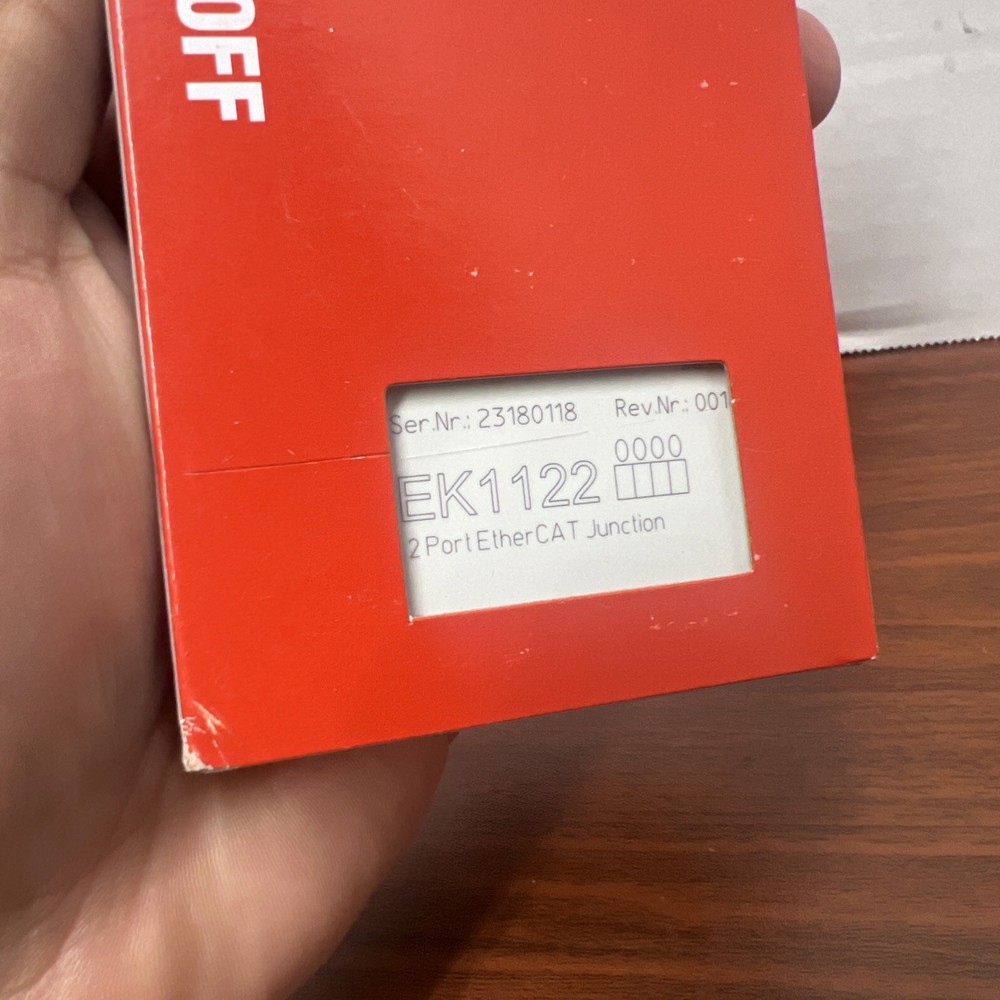 OFF
Ser.Nr.: 23180118 Rev.Nr.: 001
0000
EK1122
2 Port EtherCAT Junction